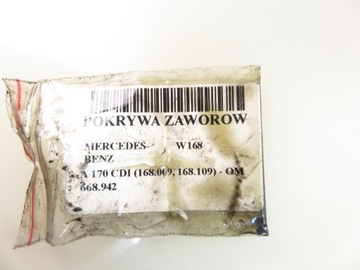 POKRYWA ZAWOROW
MERCEDES W168
BENZ
A 170 CDI (168.009, 168.109) - OM
668.942